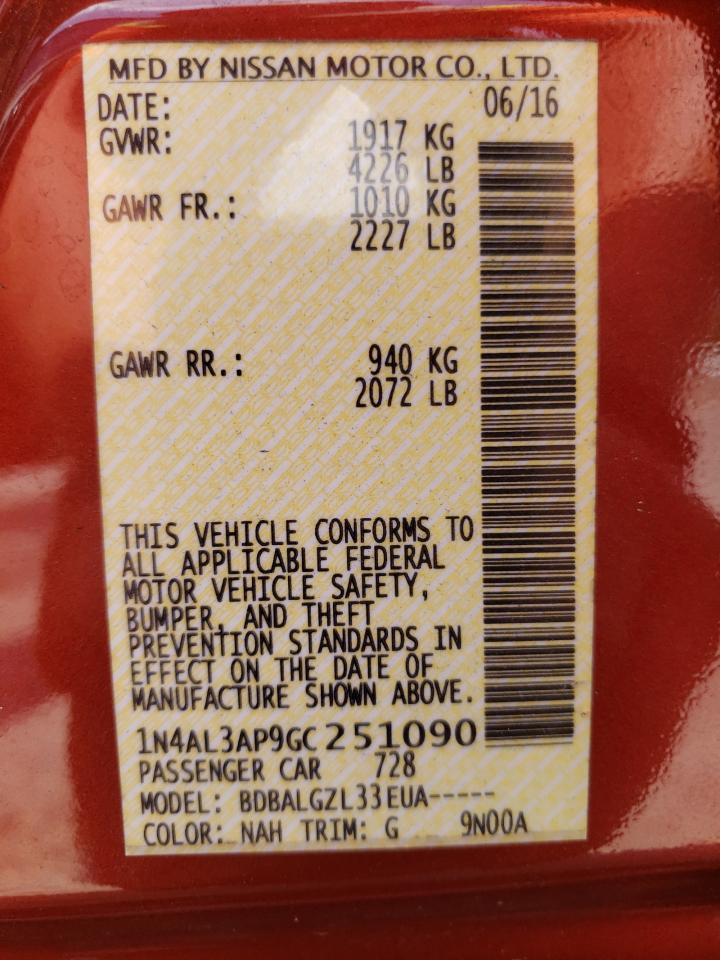 MFD BY NISSAN MOTOR CO., LTD.
DATE: 06/16
GVWR: 1917 KG
4226 LB
GAWR FR.: 1010 KG
2227 LB
GAWR RR.: 940 KG
2072 LB
THIS VEHICLE CONFORMS TO
ALL APPLICABLE FEDERAL
MOTOR VEHICLE SAFETY,
BUMPER, AND THEFT
PREVENTION STANDARDS IN
EFFECT ON THE DATE OF
MANUFACTURE SHOWN ABOVE.
1N4AL3AP9GC251090
PASSENGER CAR 728
MODEL: BDBALGZL33EUA-----
COLOR: NAH TRIM: G 9N00A